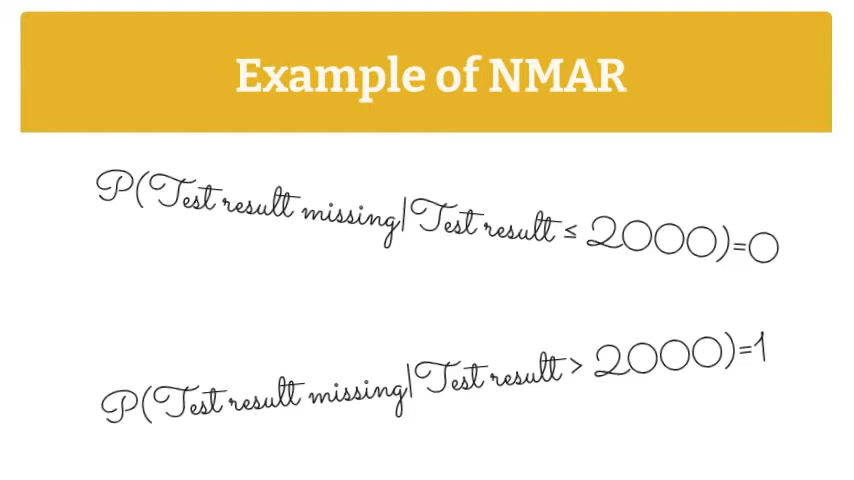 Example of NMAR
P(Test result missing|Test result ≤ 2000)=0
P(Test result missing|Test result > 2000)=1